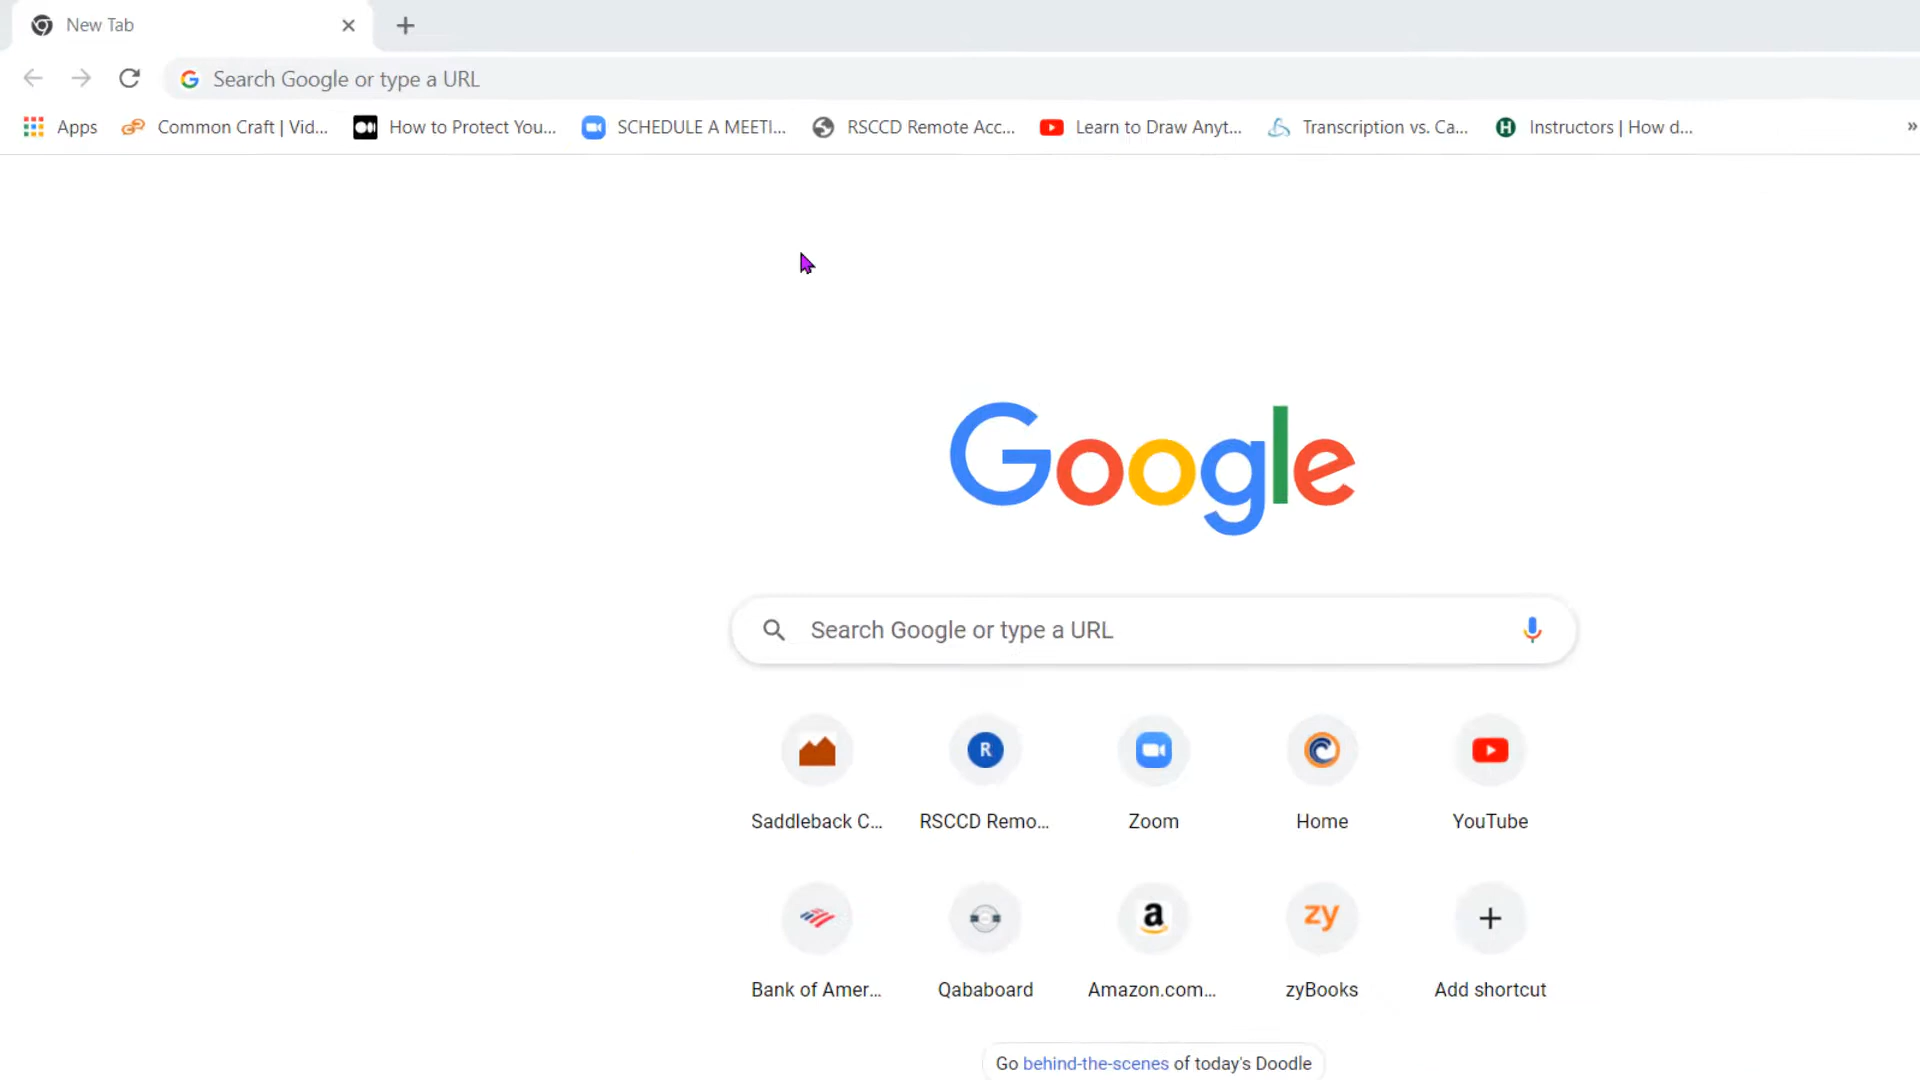 New Tab
Search Google or type a URL
Apps Common Craft | Vid... How to Protect You... SCHEDULE A MEETI... RSCCD Remote Acc... Learn to Draw Anyt... Transcription vs. Ca... Instructors | How d... »
Google
Search Google or type a URL
R
Saddleback C... RSCCD Remo... Zoom Home YouTube
a zy
Bank of Amer... Qababoard Amazon.com... zyBooks Add shortcut
Go behind-the-scenes of today's Doodle